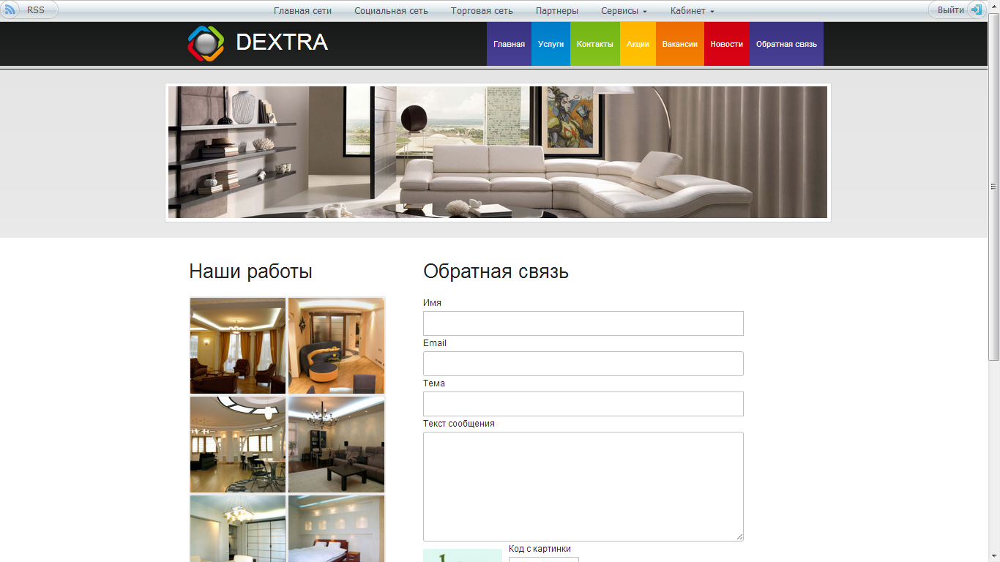 RSS Главная сети Социальная сеть Торговая сеть Партнеры Сервисы Кабинет Выйти
DEXTRA Главная Услуги Контакты Акции Вакансии Новости Обратная связь
Наши работы
Обратная связь
Имя
Email
Тема
Текст сообщения
Код с картинки